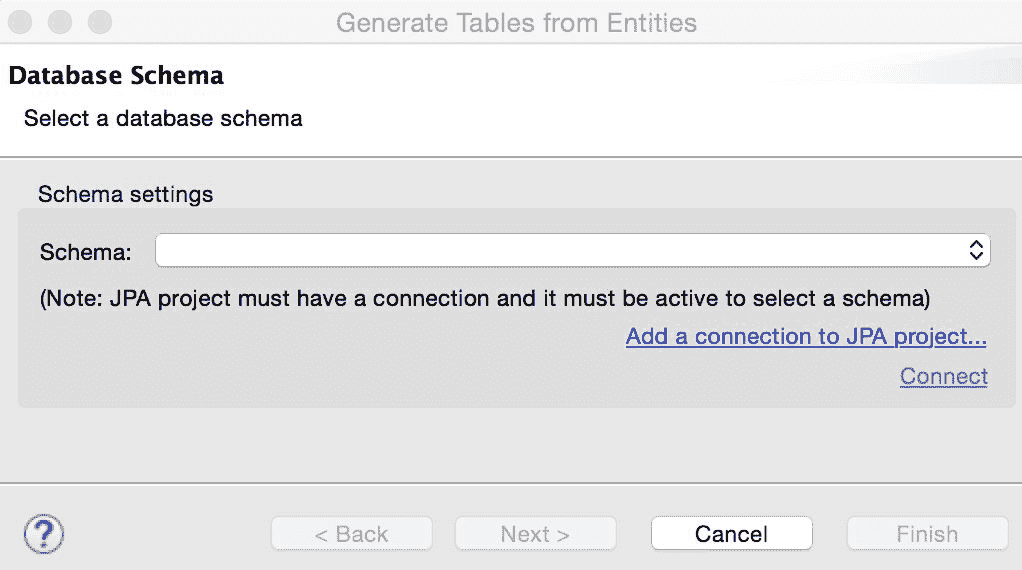 Generate Tables from Entities
Database Schema
Select a database schema
Schema settings
Schema:
(Note: JPA project must have a connection and it must be active to select a schema)
Add a connection to JPA project...
Connect
?
< Back Next > Cancel Finish